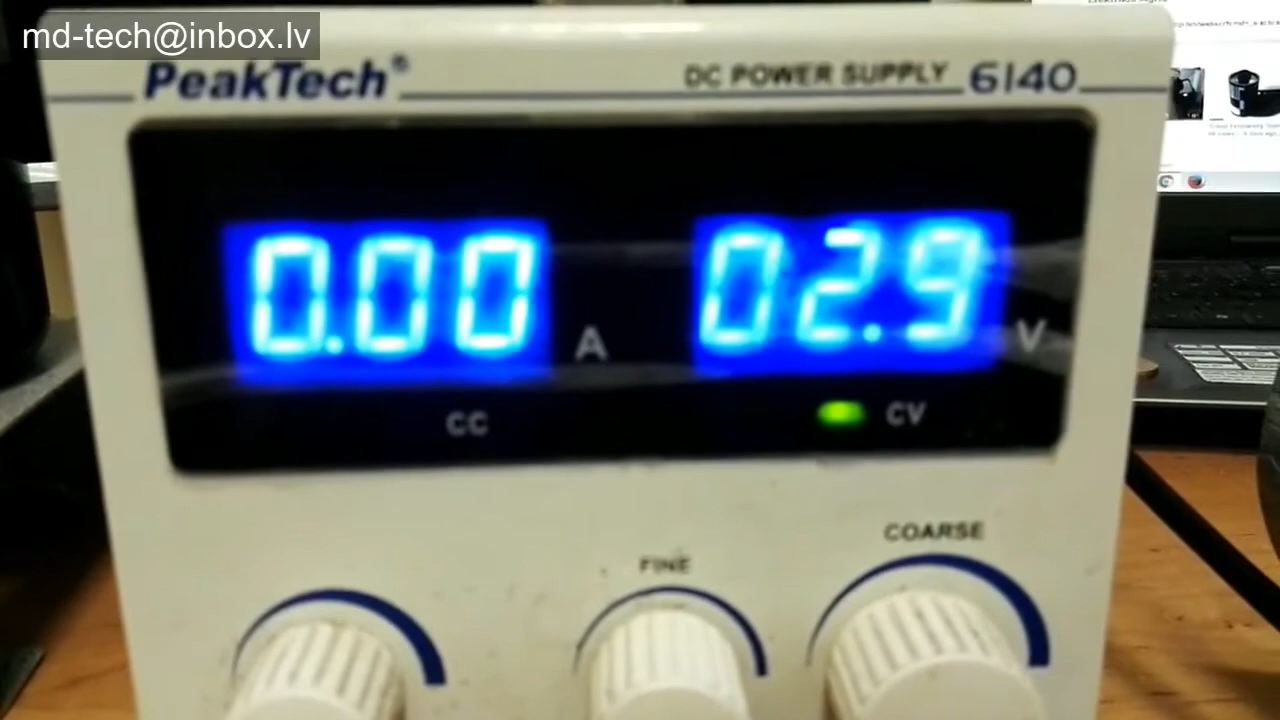 md-tech@inbox.lv
PeakTech® DC POWER SUPPLY 6140
0.00 A 02.9 V
CC CV
COARSE
FINE